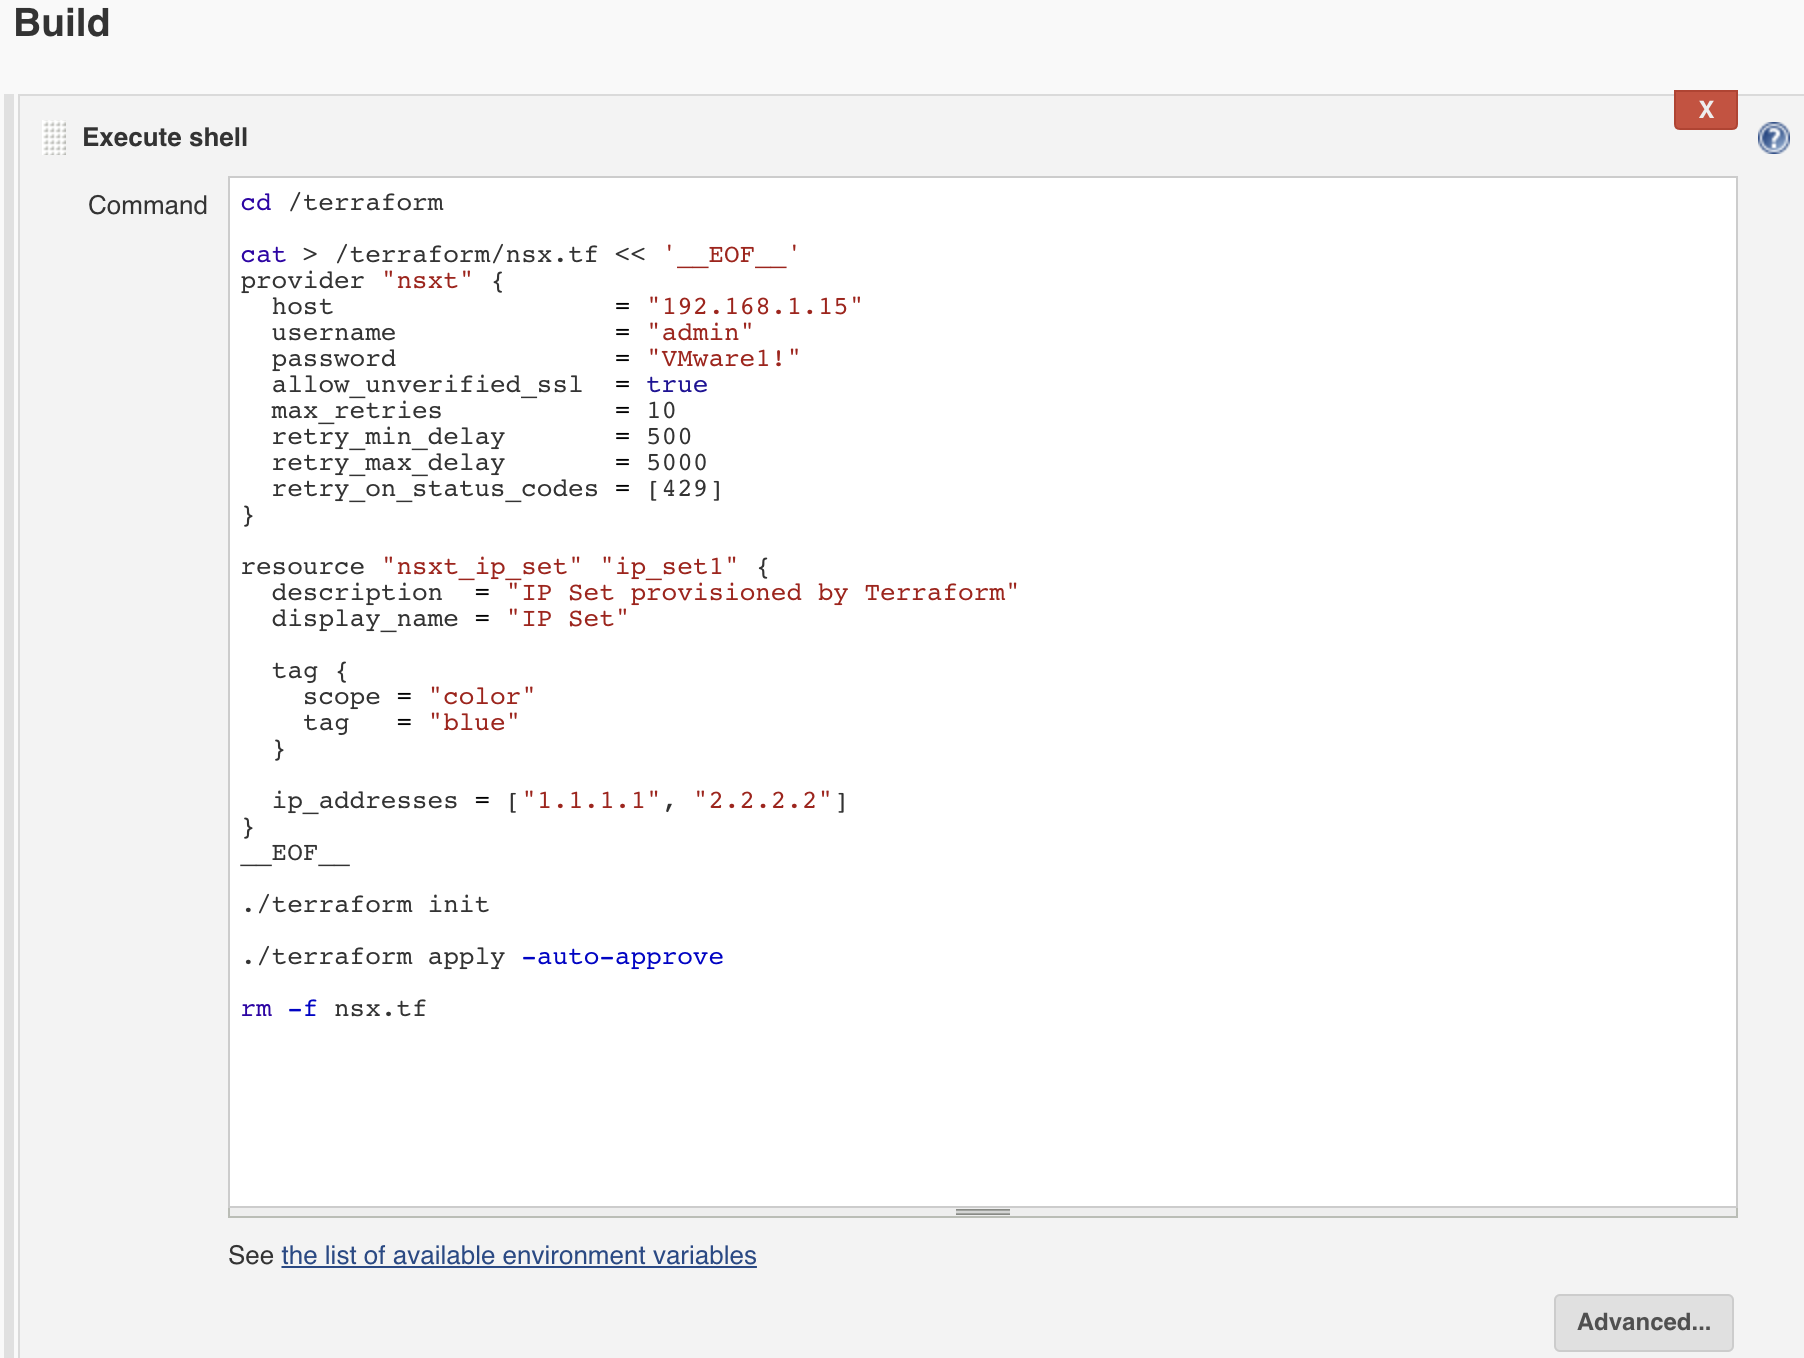 Build
X
Execute shell
Command
cd /terraform
cat > /terraform/nsx.tf << '__EOF__'
provider "nsxt" {
  host                  = "192.168.1.15"
  username              = "admin"
  password              = "VMware1!"
  allow_unverified_ssl  = true
  max_retries           = 10
  retry_min_delay       = 500
  retry_max_delay       = 5000
  retry_on_status_codes = [429]
}
resource "nsxt_ip_set" "ip_set1" {
  description  = "IP Set provisioned by Terraform"
  display_name = "IP Set"
  tag {
    scope = "color"
    tag   = "blue"
  }
  ip_addresses = ["1.1.1.1", "2.2.2.2"]
}
__EOF__
./terraform init
./terraform apply -auto-approve
rm -f nsx.tf
See the list of available environment variables
Advanced...